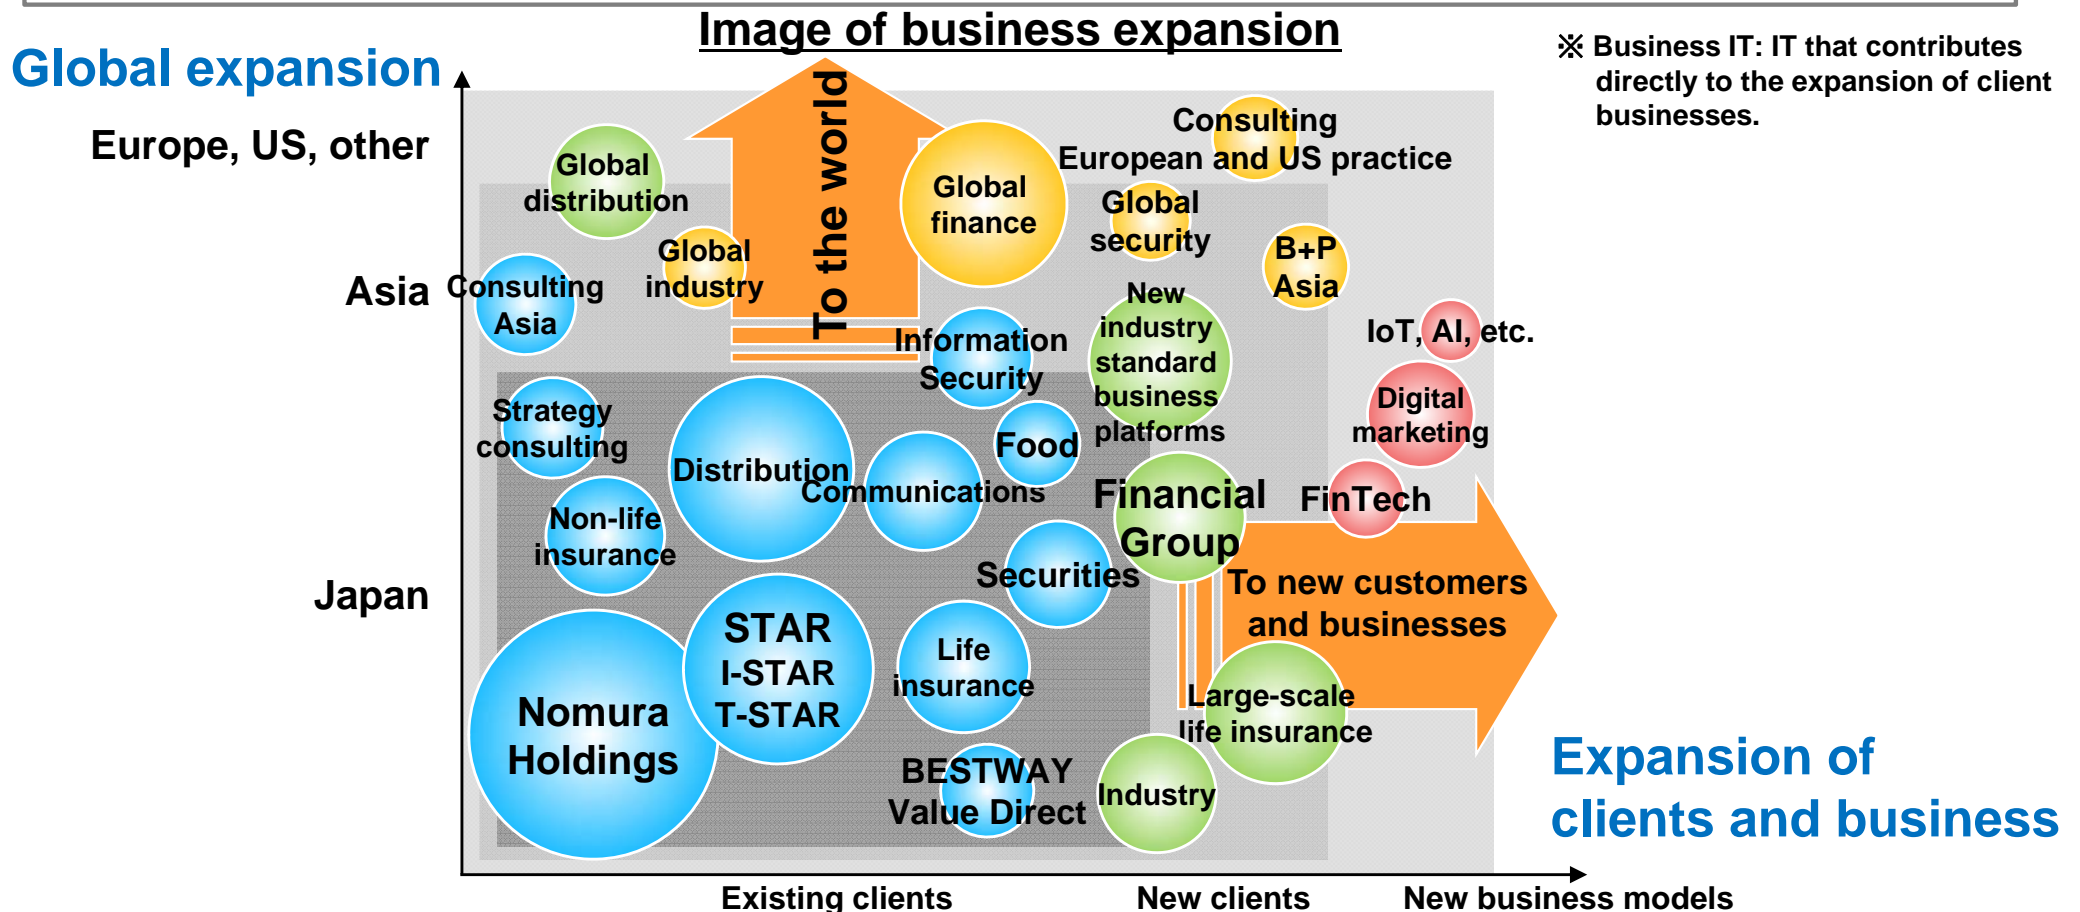 Image of business expansion
Global expansion
※ Business IT: IT that contributes
directly to the expansion of client
businesses.
Europe, US, other
Asia
Japan
To the world
Global
distribution
Global
industry
Consulting
Asia
Global
finance
Consulting
European and US practice
Global
security
B+P
Asia
New
industry
standard
business
platforms
IoT, AI, etc.
Digital
marketing
FinTech
Information
Security
Food
Strategy
consulting
Distribution
Communications
Non-life
insurance
Securities
Financial
Group
To new customers
and businesses
STAR
I-STAR
T-STAR
Life
insurance
Nomura
Holdings
BESTWAY
Value Direct
Industry
Large-scale
life insurance
Expansion of
clients and business
Existing clients
New clients
New business models